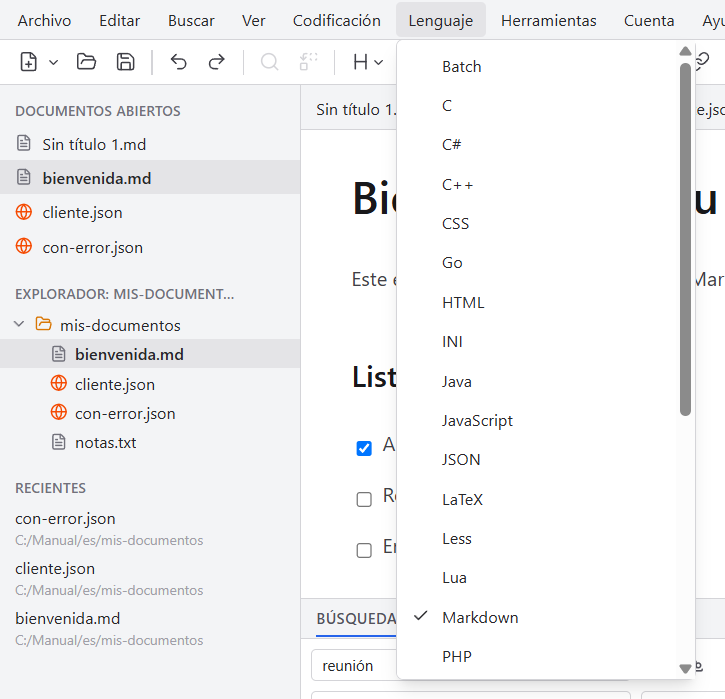 Archivo Editar Buscar Ver Codificación Lenguaje Herramientas Cuenta Ayu
DOCUMENTOS ABIERTOS
Sin título 1.md
bienvenida.md
cliente.json
con-error.json
EXPLORADOR: MIS-DOCUMENT...
mis-documentos
bienvenida.md
cliente.json
con-error.json
notas.txt
RECIENTES
con-error.json
C:/Manual/es/mis-documentos
cliente.json
C:/Manual/es/mis-documentos
bienvenida.md
C:/Manual/es/mis-documentos
H
Sin título 1. e.jso
Bie u
Este e Mar
List
A
Re
En
BÚSQUEDA
reunión
Batch
C
C#
C++
CSS
Go
HTML
INI
Java
JavaScript
JSON
LaTeX
Less
Lua
Markdown
PHP